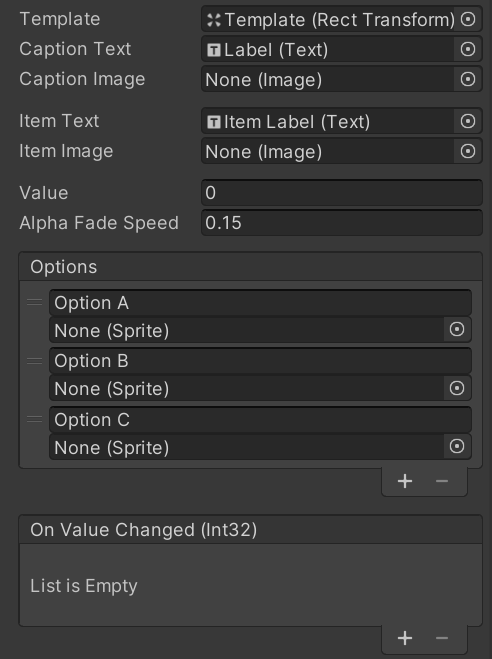 Template Template (Rect Transform)
Caption Text Label (Text)
Caption Image None (Image)
Item Text Item Label (Text)
Item Image None (Image)
Value 0
Alpha Fade Speed 0.15
Options
Option A
None (Sprite)
Option B
None (Sprite)
Option C
None (Sprite)
+ −
On Value Changed (Int32)
List is Empty
+ −